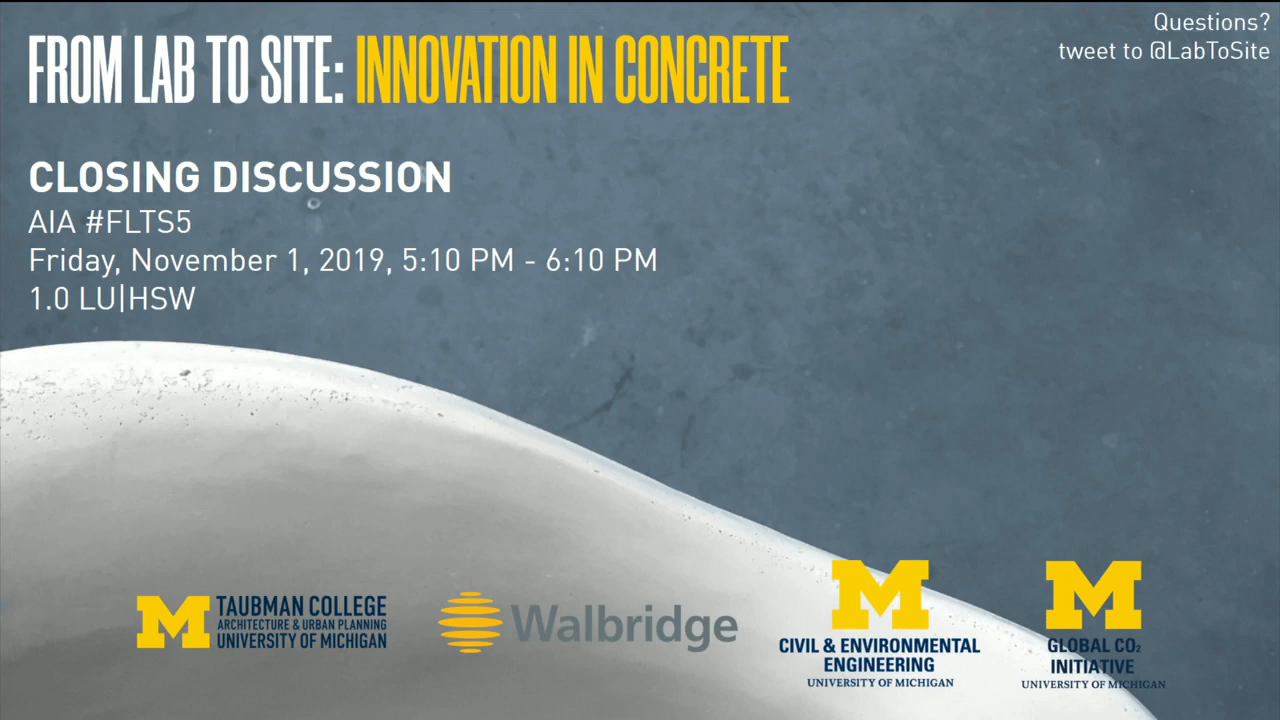 FROM LAB TO SITE: INNOVATION IN CONCRETE
Questions?
tweet to @LabToSite
CLOSING DISCUSSION
AIA #FLTS5
Friday, November 1, 2019, 5:10 PM - 6:10 PM
1.0 LU|HSW
M
TAUBMAN COLLEGE
ARCHITECTURE & URBAN PLANNING
UNIVERSITY OF MICHIGAN
Walbridge
M
CIVIL & ENVIRONMENTAL
ENGINEERING
UNIVERSITY OF MICHIGAN
M
GLOBAL CO₂
INITIATIVE
UNIVERSITY OF MICHIGAN